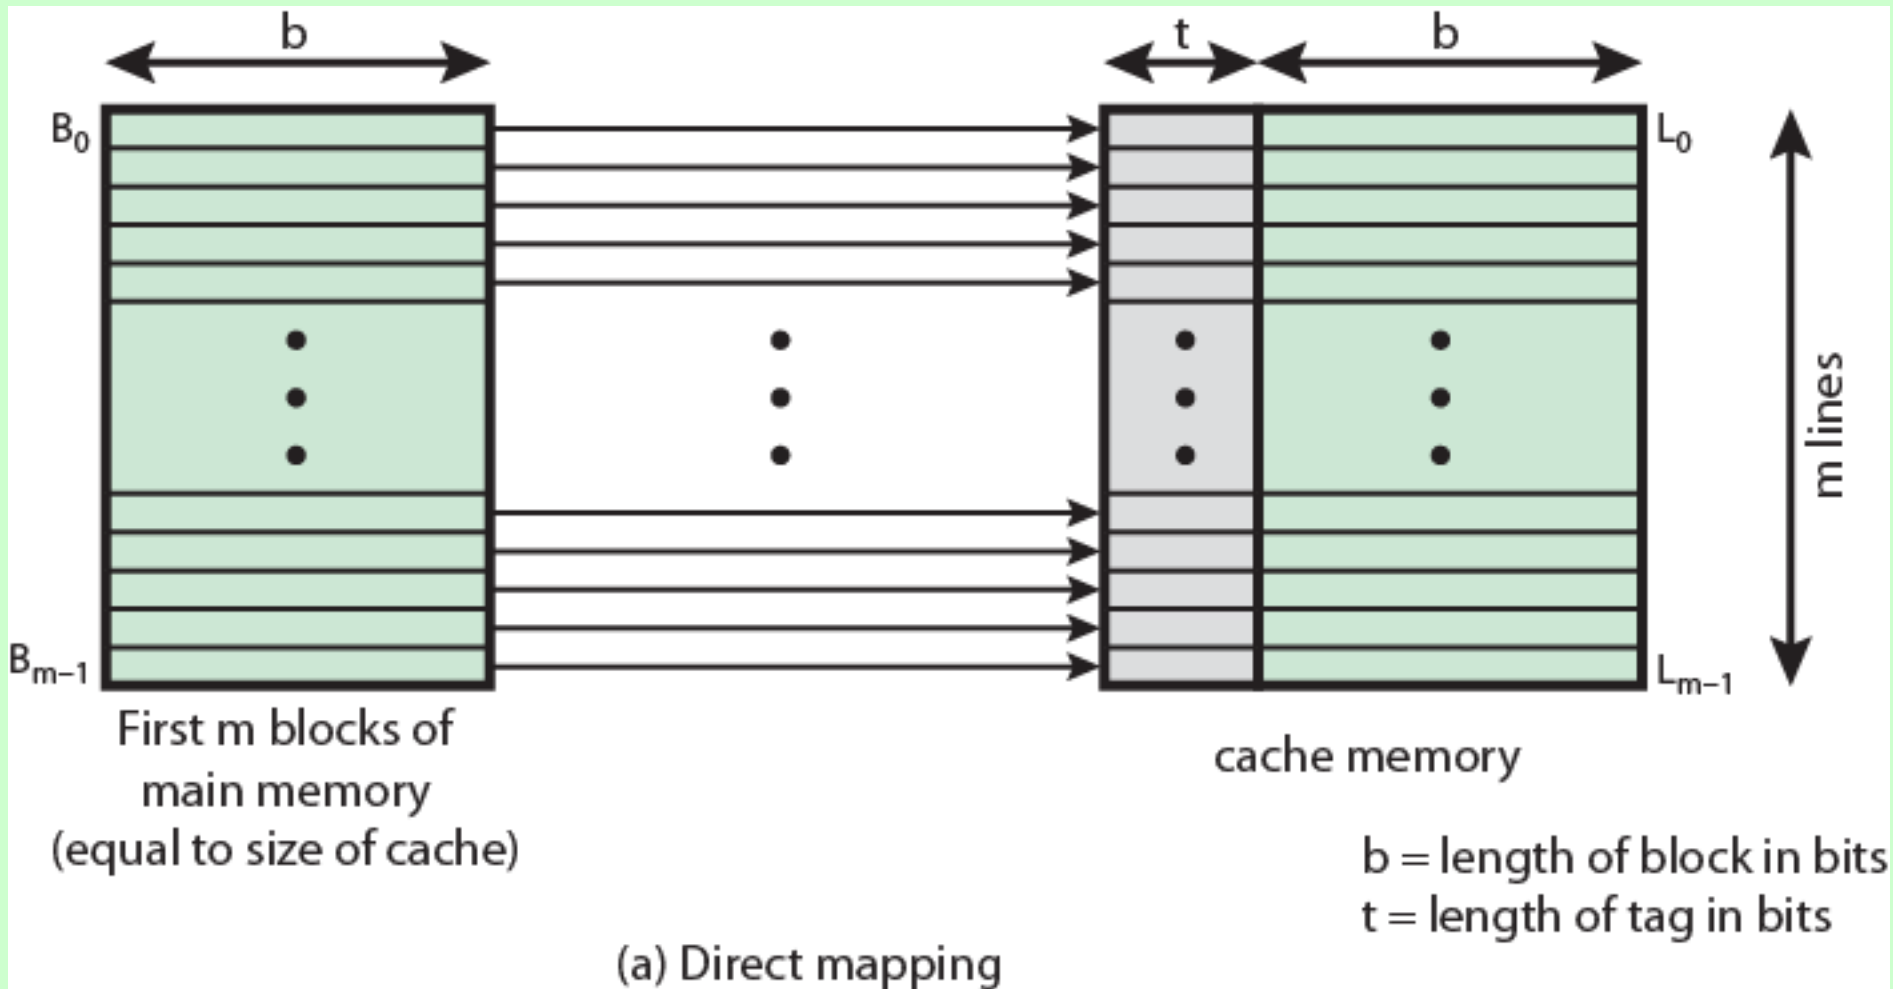 b
t
b
B₀
L₀
m lines
Bₘ₋₁
Lₘ₋₁
First m blocks of
main memory
(equal to size of cache)
cache memory
b = length of block in bits
t = length of tag in bits
(a) Direct mapping